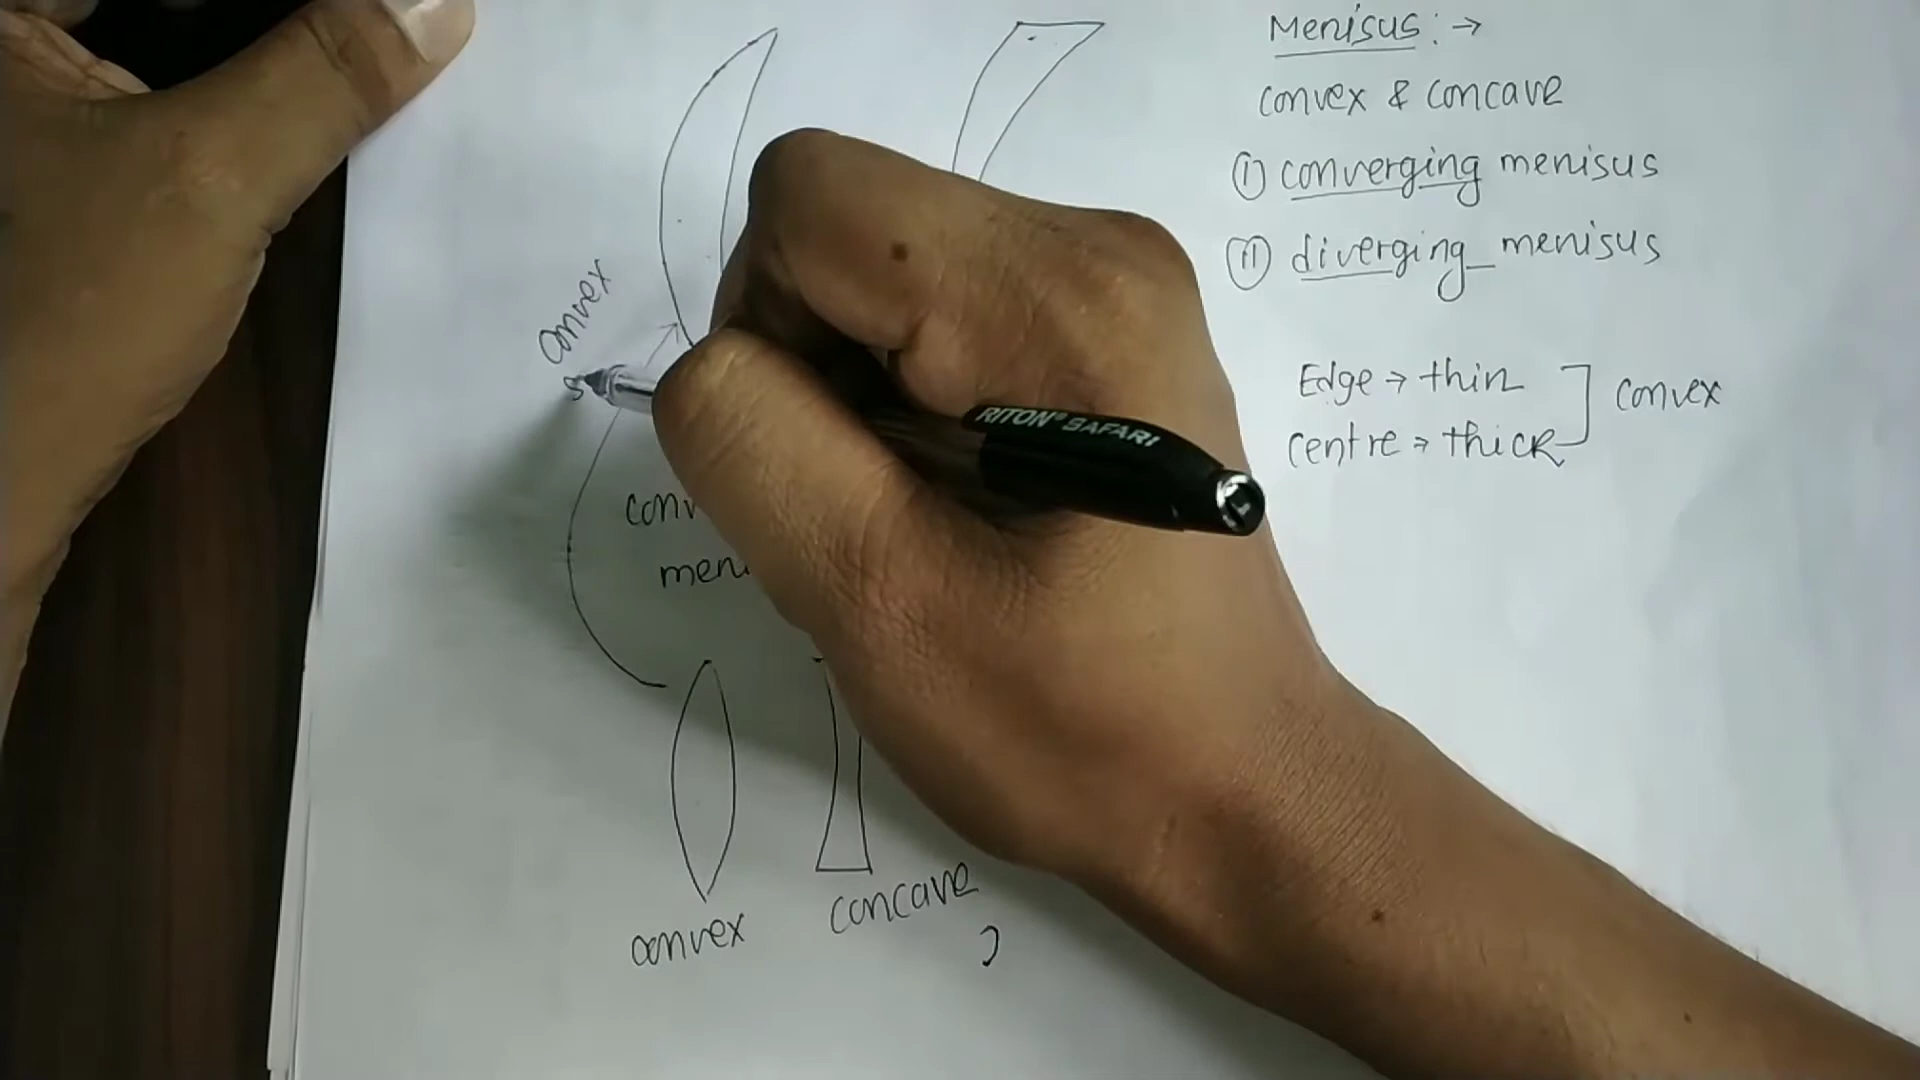 Menisus : →
convex & concave
(I) converging menisus
(II) diverging menisus
Edge → thin
centre → thick
convex
convex
convex
concave
RITON® SAFARI